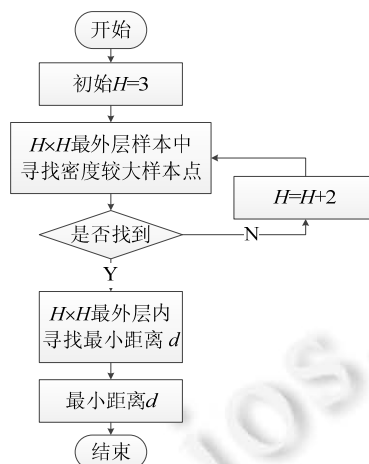 开始
初始H=3
H×H最外层样本中
寻找密度较大样本点
H=H+2
是否找到
N
Y
H×H最外层内
寻找最小距离 d
最小距离d
结束